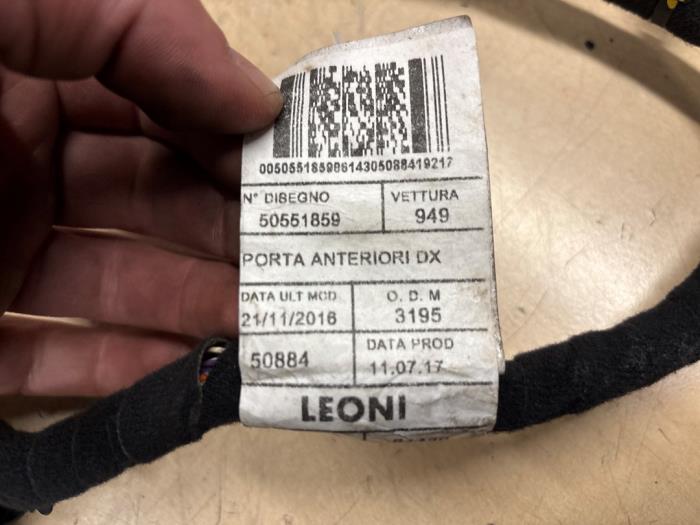 00505518590614305088419217
N° DISEGNO
50551859
VETTURA
949
PORTA ANTERIORI DX
DATA ULT MOD
21/11/2016
O. D. M
3195
50884
DATA PROD
11.07.17
LEONI